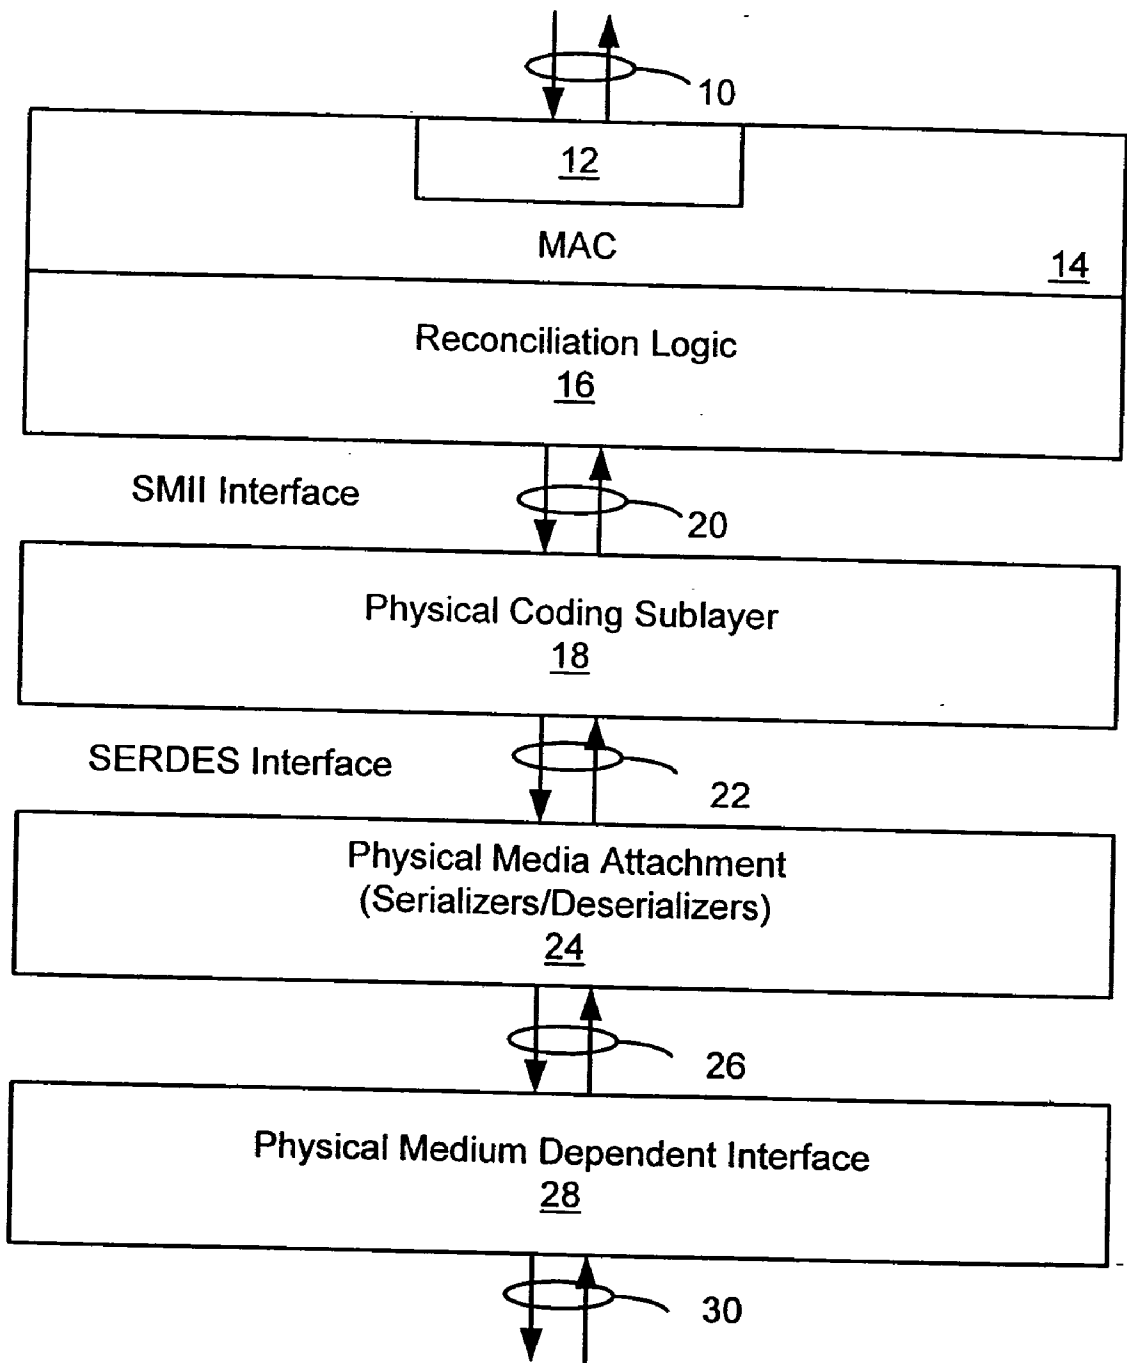 10
12
MAC
14
Reconciliation Logic
16
SMII Interface
20
Physical Coding Sublayer
18
SERDES Interface
22
Physical Media Attachment
(Serializers/Deserializers)
24
26
Physical Medium Dependent Interface
28
30